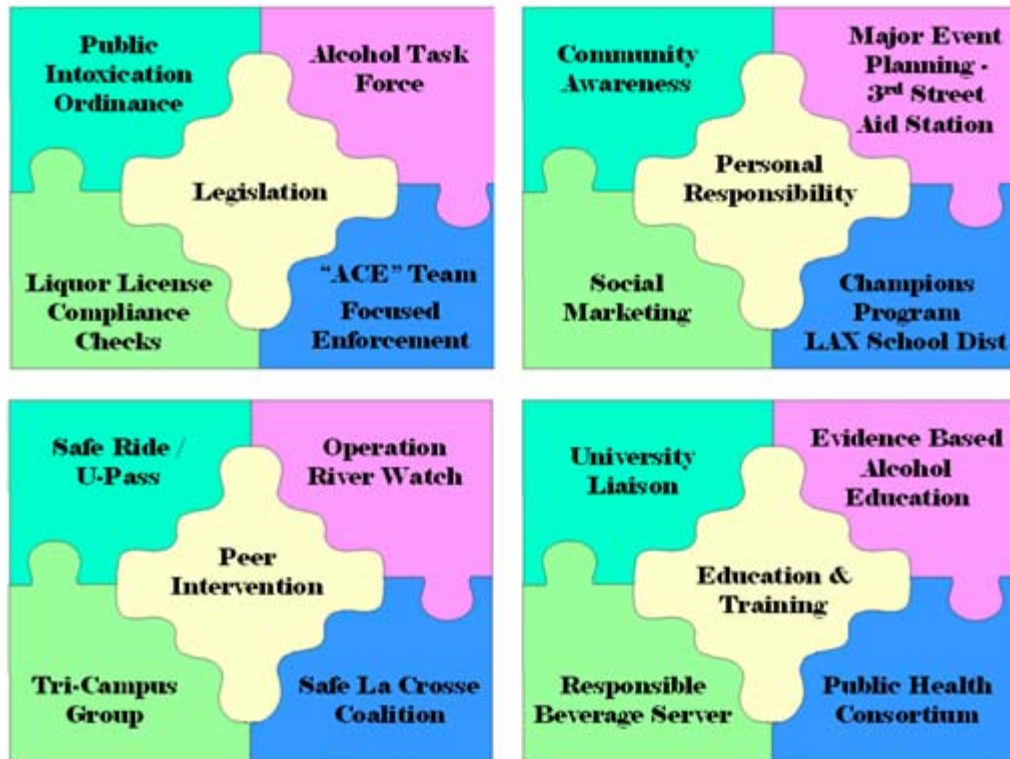 Public
Intoxication
Ordinance
Alcohol Task
Force
Legislation
Liquor License
Compliance
Checks
“ACE” Team
Focused
Enforcement
Community
Awareness
Major Event
Planning -
3rd Street
Aid Station
Personal
Responsibility
Social
Marketing
Champions
Program
LAX School Dist
Safe Ride /
U-Pass
Operation
River Watch
Peer
Intervention
Tri-Campus
Group
Safe La Crosse
Coalition
University
Liaison
Evidence Based
Alcohol
Education
Education &
Training
Responsible
Beverage Server
Public Health
Consortium